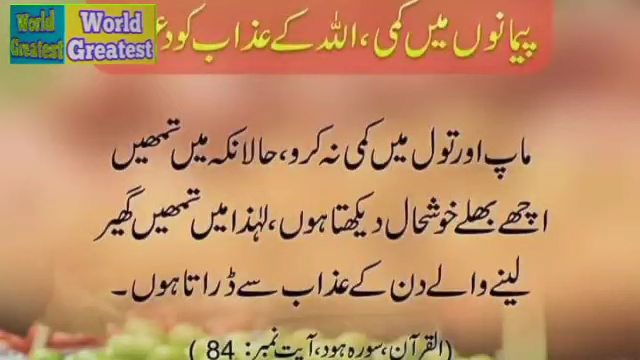 World
Greatest
World
Greatest
پیمانوں میں کمی، اللہ کے عذاب کو
ماپ اور تول میں کمی نہ کرو، حالانکہ میں تمھیں
اچھے بھلے خوشحال دیکھتا ہوں، لہٰذا میں تمھیں گھیر
لینے والے دن کے عذاب سے ڈراتا ہوں۔
(القرآن، سورہ ہود، آیت نمبر: 84)